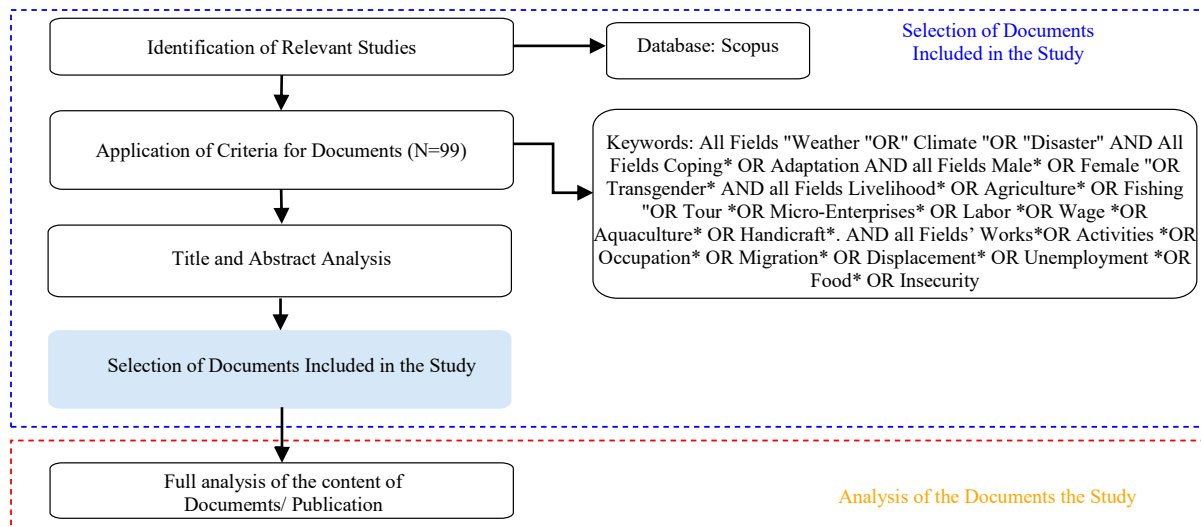 Identification of Relevant Studies
Database: Scopus
Selection of Documents
Included in the Study
Application of Criteria for Documents (N=99)
Keywords: All Fields "Weather "OR" Climate "OR "Disaster" AND All
Fields Coping* OR Adaptation AND all Fields Male* OR Female "OR
Transgender* AND all Fields Livelihood* OR Agriculture* OR Fishing
"OR Tour *OR Micro-Enterprises* OR Labor *OR Wage *OR
Aquaculture* OR Handicraft*. AND all Fields’ Works*OR Activities *OR
Occupation* OR Migration* OR Displacement* OR Unemployment *OR
Food* OR Insecurity
Title and Abstract Analysis
Selection of Documents Included in the Study
Full analysis of the content of
Documemts/ Publication
Analysis of the Documents the Study